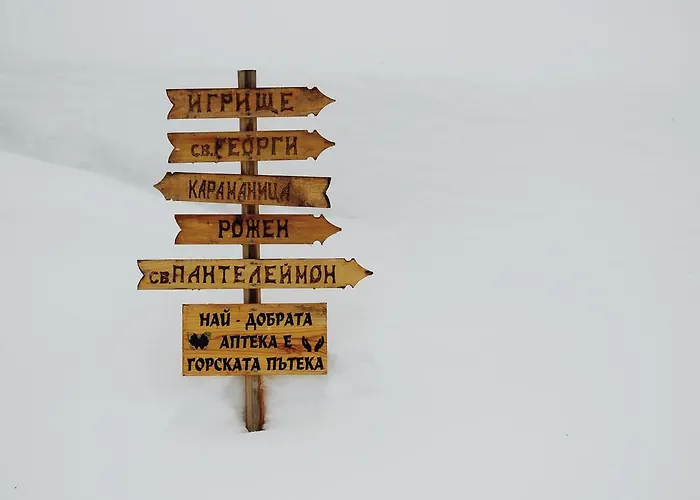 ИГРИЩЕ
СВ. ГЕОРГИ
КАРАМАНИЦА
РОЖЕН
СВ. ПАНТЕЛЕЙМОН
НАЙ - ДОБРАТА
АПТЕКА Е
ГОРСКАТА ПЪТЕКА